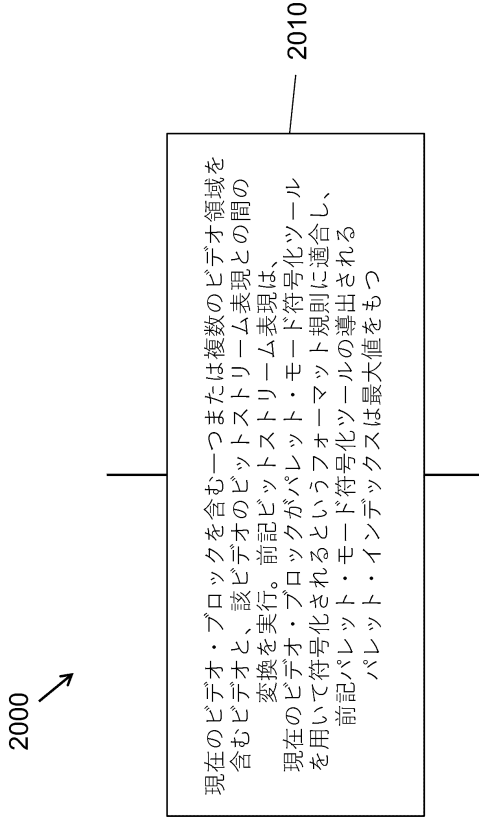 2000
2010
現在のビデオ・ブロックを含む一つまたは複数のビデオ領域を
含むビデオと、該ビデオのビットストリーム表現との間の
変換を実行。前記ビットストリーム表現は、
現在のビデオ・ブロックがパレット・モード符号化ツール
を用いて符号化されるというフォーマット規則に適合し、
前記パレット・モード符号化ツールの導出される
パレット・インデックスは最大値をもつ